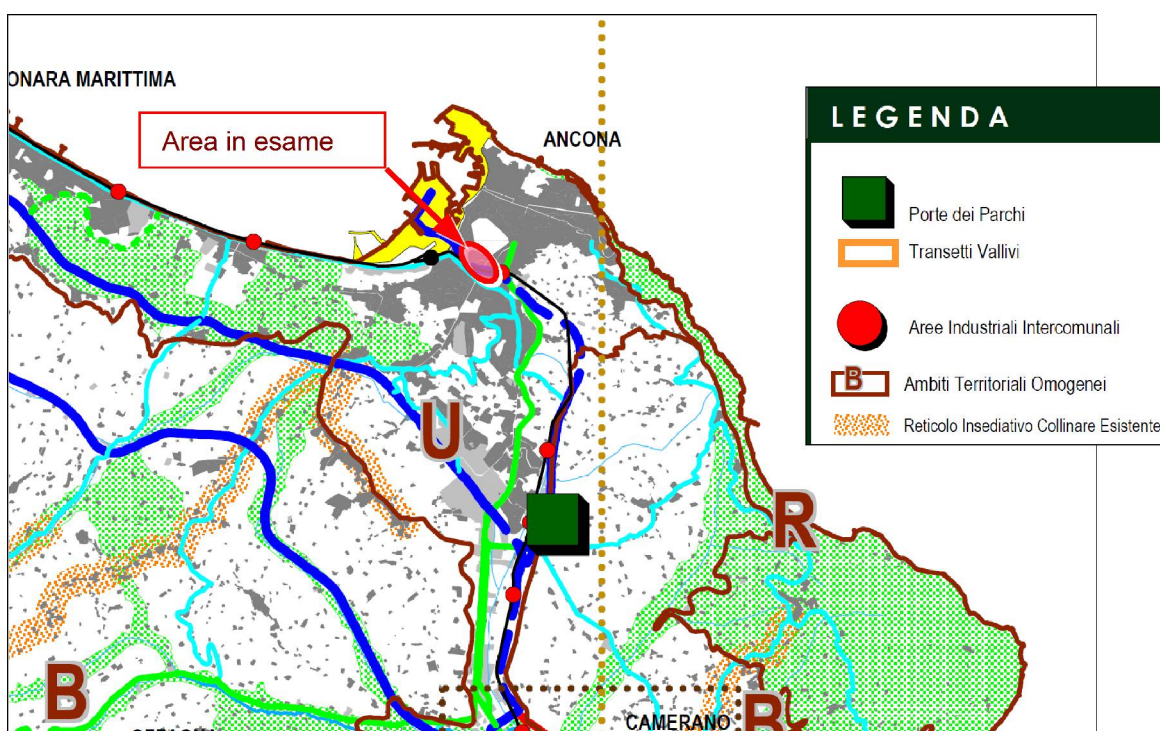 ONARA MARITTIMA
Area in esame
ANCONA
LEGENDA
Porte dei Parchi
Transetti Vallivi
Aree Industriali Intercomunali
B
Ambiti Territoriali Omogenei
Reticolo Insediativo Collinare Esistente
U
R
B
CAMERANO
B